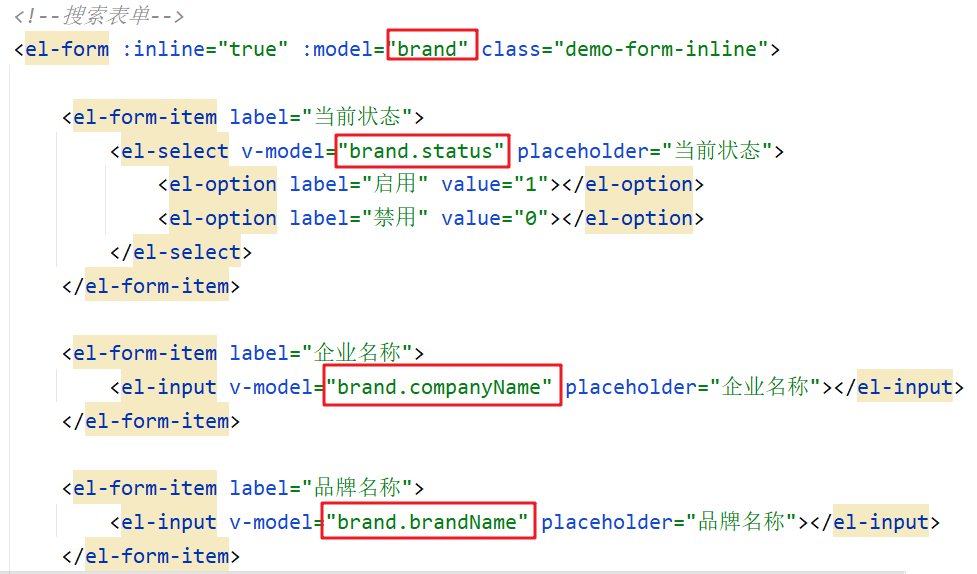 <!--搜索表单-->
<el-form :inline="true" :model="brand" class="demo-form-inline">
<el-form-item label="当前状态">
<el-select v-model="brand.status" placeholder="当前状态">
<el-option label="启用" value="1"></el-option>
<el-option label="禁用" value="0"></el-option>
</el-select>
</el-form-item>
<el-form-item label="企业名称">
<el-input v-model="brand.companyName" placeholder="企业名称"></el-input>
</el-form-item>
<el-form-item label="品牌名称">
<el-input v-model="brand.brandName" placeholder="品牌名称"></el-input>
</el-form-item>